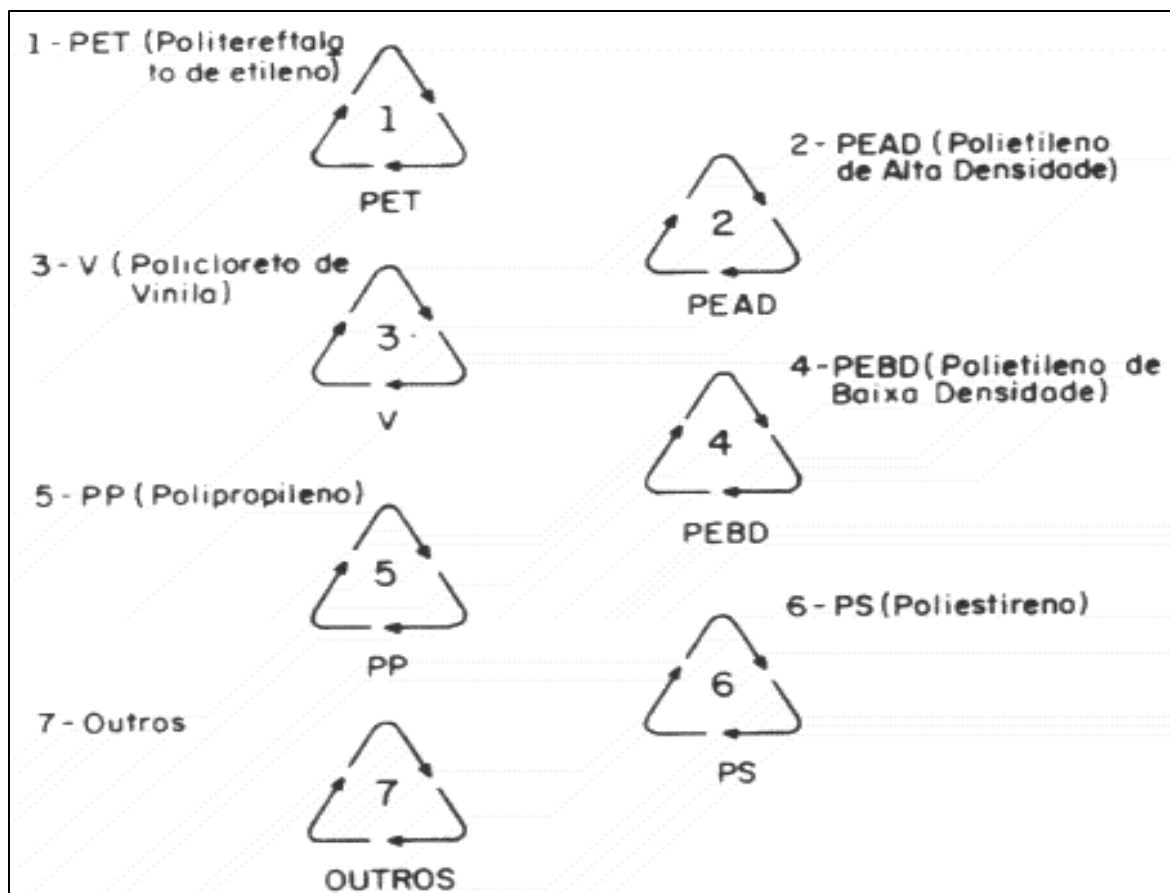 1 - PET (Politereftala
to de etileno)
1
PET
2 - PEAD (Polietileno
de Alta Densidade)
2
PEAD
3 - V (Policloreto de
Vinila)
3
V
4 - PEBD (Polietileno de
Baixa Densidade)
4
PEBD
5 - PP (Polipropileno)
5
PP
6 - PS (Poliestireno)
6
PS
7 - Outros
7
OUTROS